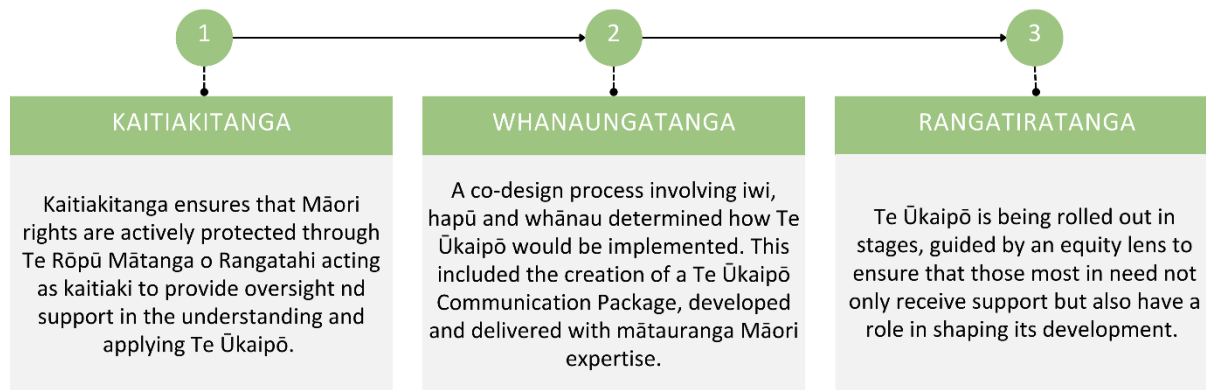 1
2
3
KAITIAKITANGA
Kaitiakitanga ensures that Māori
rights are actively protected through
Te Rōpū Mātanga o Rangatahi acting
as kaitiaki to provide oversight nd
support in the understanding and
applying Te Ūkaipō.
WHANAUNGATANGA
A co-design process involving iwi,
hapū and whānau determined how Te
Ūkaipō would be implemented. This
included the creation of a Te Ūkaipō
Communication Package, developed
and delivered with mātauranga Māori
expertise.
RANGATIRATANGA
Te Ūkaipō is being rolled out in
stages, guided by an equity lens to
ensure that those most in need not
only receive support but also have a
role in shaping its development.